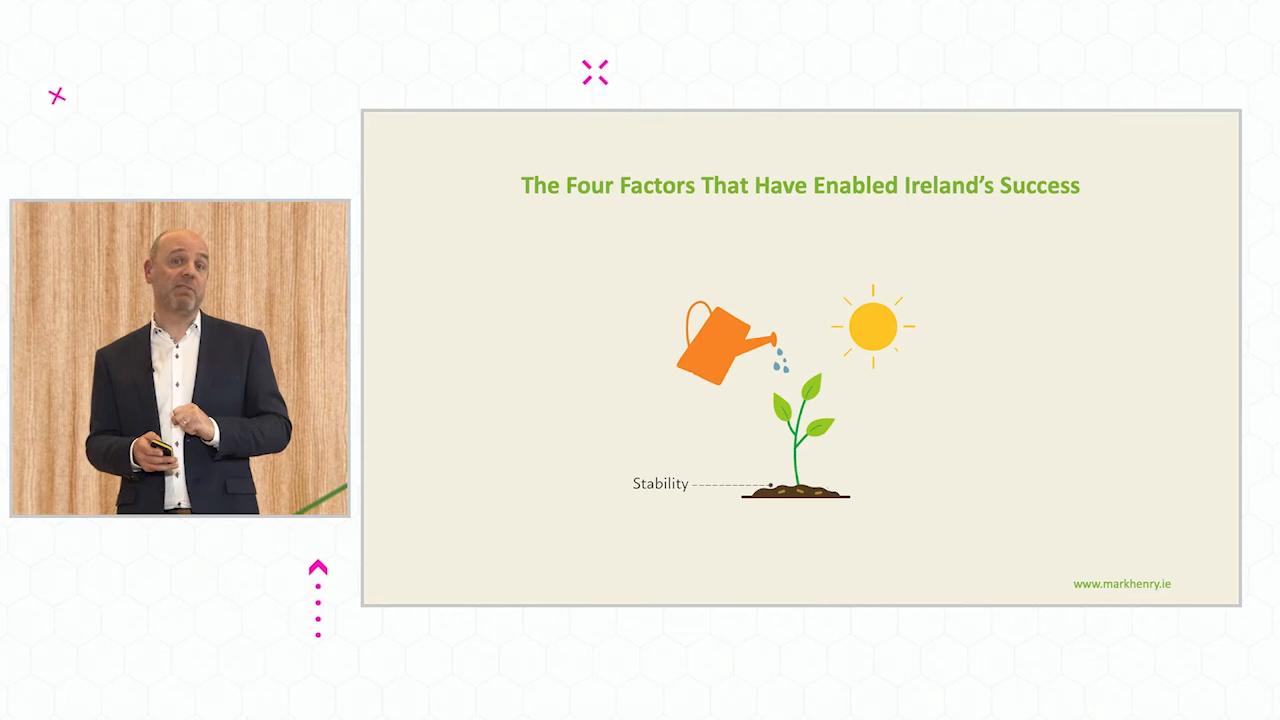 The Four Factors That Have Enabled Ireland’s Success
Stability
www.markhenry.ie